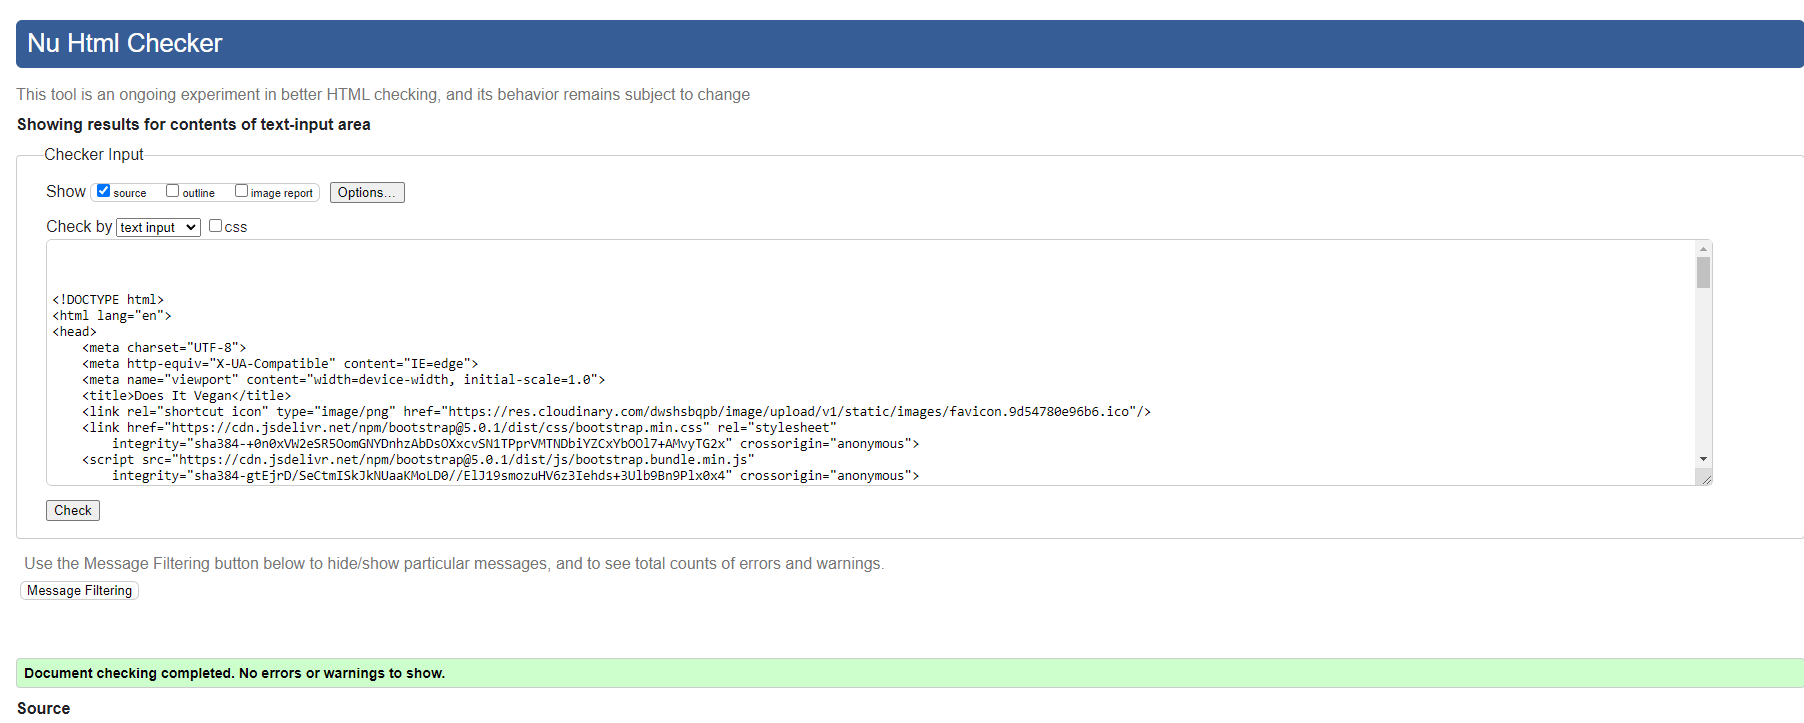 Nu Html Checker
This tool is an ongoing experiment in better HTML checking, and its behavior remains subject to change
Showing results for contents of text-input area
Checker Input
Show source outline image report Options...
Check by text input css
<!DOCTYPE html>
<html lang="en">
<head>
    <meta charset="UTF-8">
    <meta http-equiv="X-UA-Compatible" content="IE=edge">
    <meta name="viewport" content="width=device-width, initial-scale=1.0">
    <title>Does It Vegan</title>
    <link rel="shortcut icon" type="image/png" href="https://res.cloudinary.com/dwshsbqpb/image/upload/v1/static/images/favicon.9d54780e96b6.ico"/>
    <link href="https://cdn.jsdelivr.net/npm/bootstrap@5.0.1/dist/css/bootstrap.min.css" rel="stylesheet"
        integrity="sha384-+0n0xVW2eSR5OomGNYDnhzAbDsOXxcvSN1TPprVMTNDbiYZCxYbOOl7+AMvyTG2x" crossorigin="anonymous">
    <script src="https://cdn.jsdelivr.net/npm/bootstrap@5.0.1/dist/js/bootstrap.bundle.min.js"
        integrity="sha384-gtEjrD/SeCtmISkJkNUaaKMoLD0//ElJ19smozuHV6z3Iehds+3Ulb9Bn9Plx0x4" crossorigin="anonymous">
Check
Use the Message Filtering button below to hide/show particular messages, and to see total counts of errors and warnings.
Message Filtering
Document checking completed. No errors or warnings to show.
Source